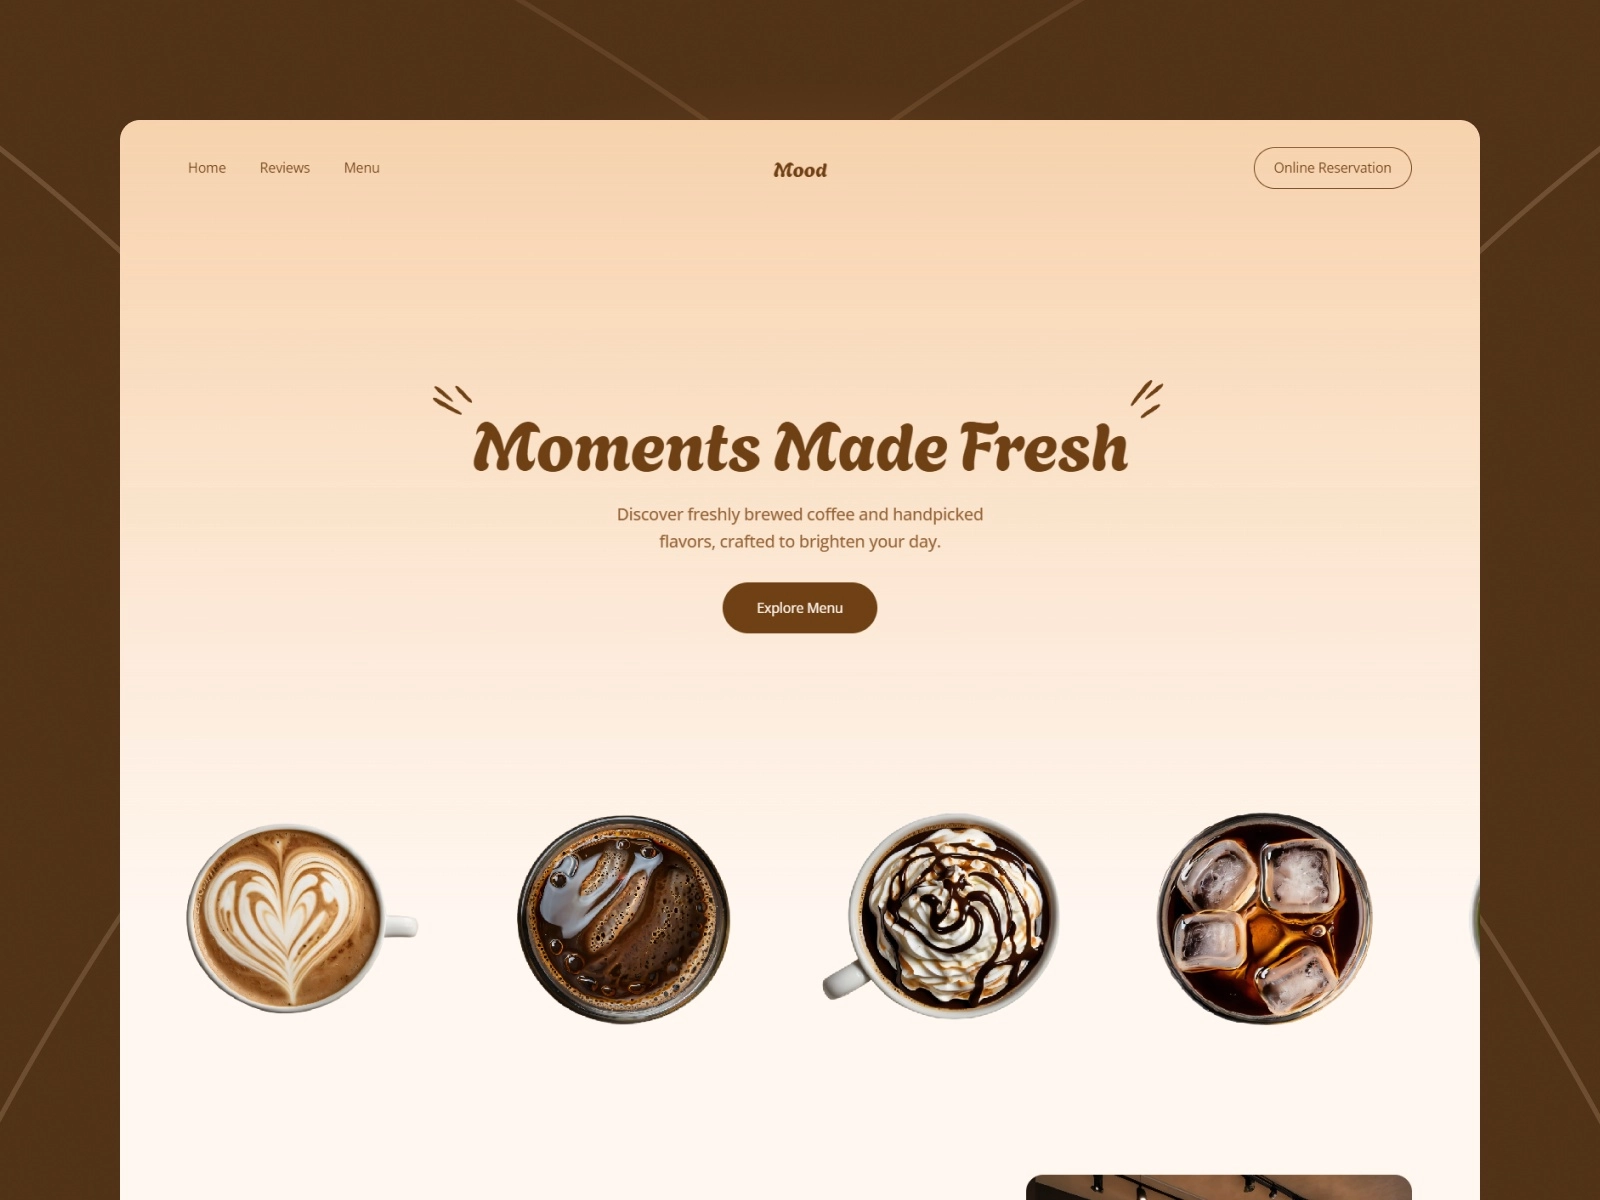 Home Reviews Menu Mood Online Reservation
Moments Made Fresh
Discover freshly brewed coffee and handpicked
flavors, crafted to brighten your day.
Explore Menu